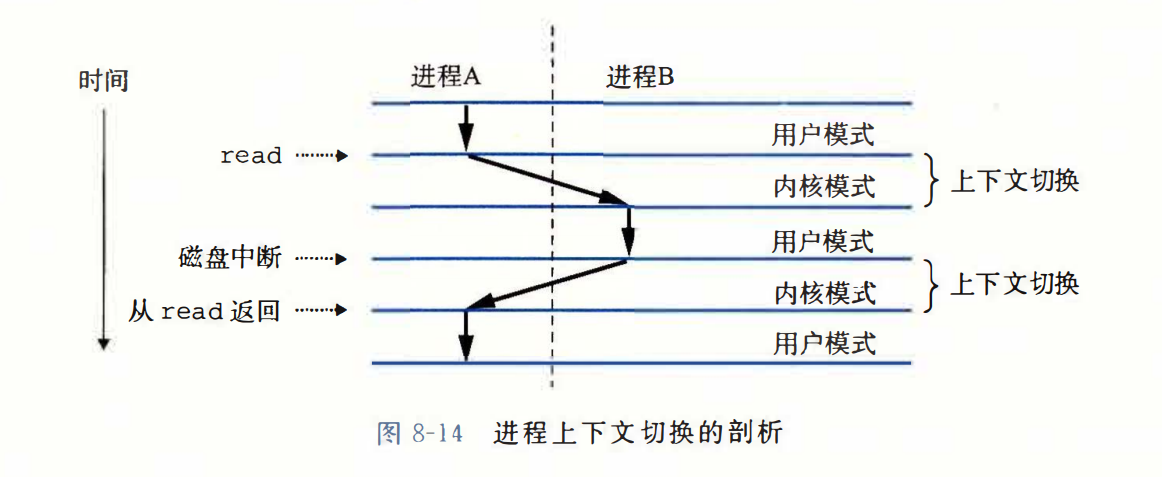 进程A 进程B
时间
用户模式
read
内核模式 上下文切换
用户模式
磁盘中断
内核模式 上下文切换
从 read 返回
用户模式
图 8-14 进程上下文切换的剖析